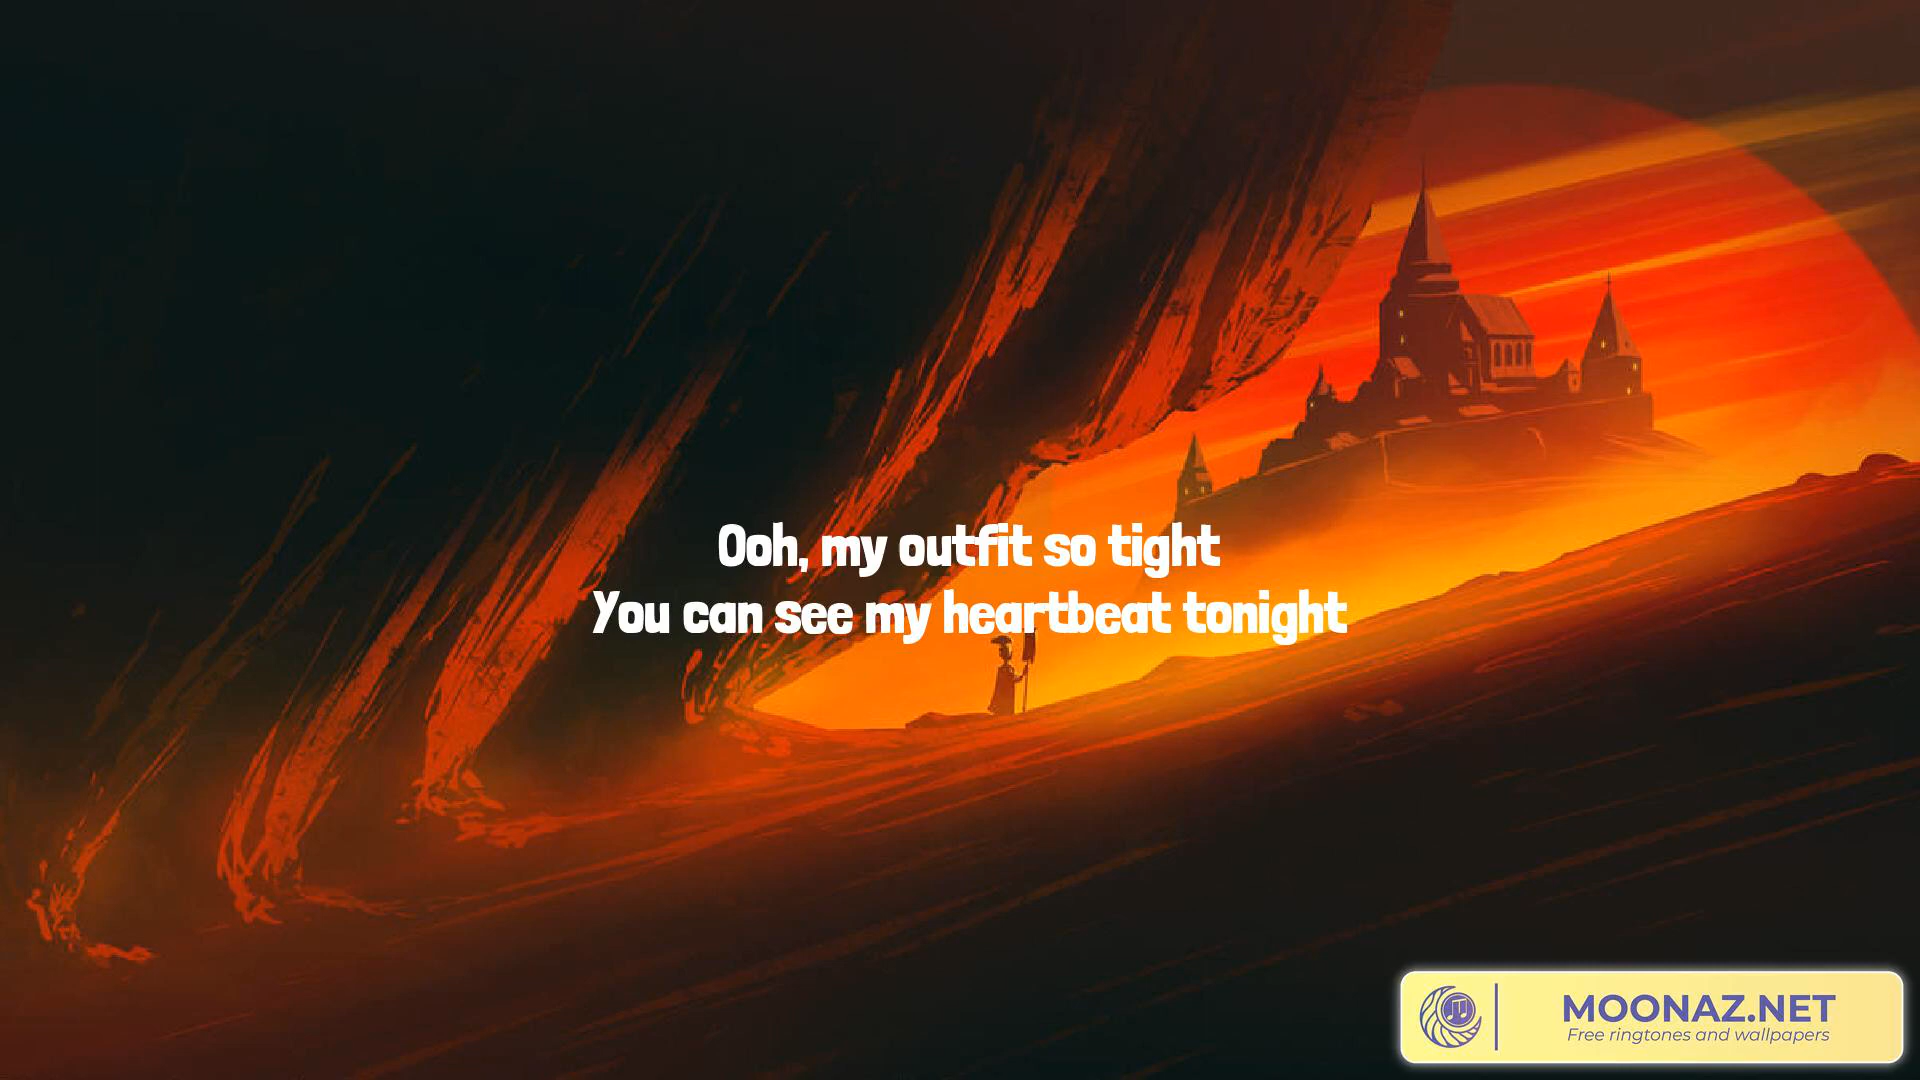 Ooh, my outfit so tight
You can see my heartbeat tonight
MOONAZ.NET
Free ringtones and wallpapers